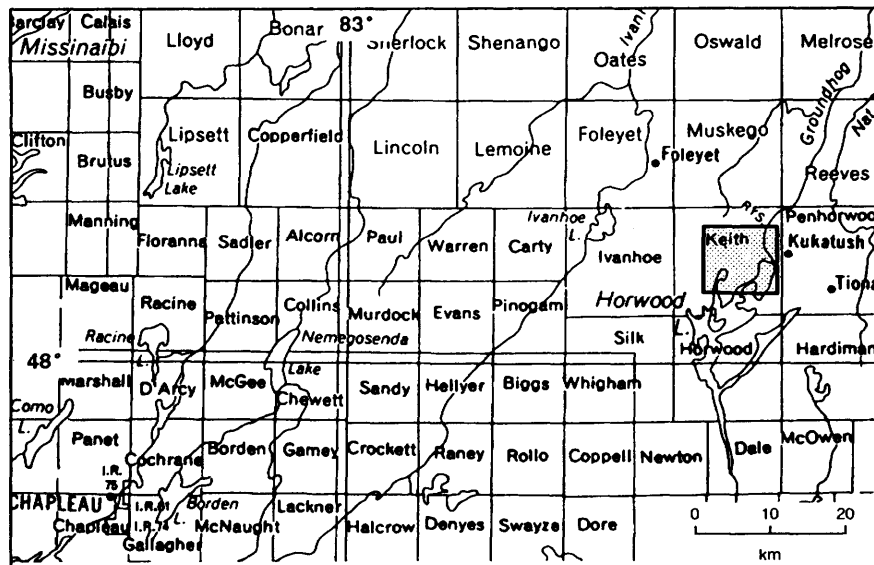 Barclay Calais
Missinaibi
Lloyd
Bonar
83°
Sherlock
Shenango
Oates
Oswald
Melrose
Busby
Groundhog
Clifton
Brutus
Lipsett
Lipsett
Lake
Copperfield
Lincoln
Lemoine
Foleyet
Foleyet
Muskego
Reeves
Manning
Floranna
Sadler
Alcorn
Paul
Warren
Carty
Ivanhoe
L.
Ivanhoe
Keith
Rfs
Penhorwood
Kukatush
Mageau
Racine
Pattinson
Collins
Murdock
Evans
Pinogam
Horwood
L.
Tiona
48°
Racine
L.
Nemegosenda
Lake
Silk
Horwood
Hardiman
Marshall
D'Arcy
McGee
Chewett
Sandy
Hellyer
Biggs
Whigham
Como
L.
Panet
Cochrane
Borden
Gamey
Crockett
Raney
Rollo
Coppell
Newton
Dale
McOwen
I.R.
75
CHAPLEAU
Chapleau
I.R.61
I.R.74
Borden
L.
Gallagher
McNaught
Lackner
Halcrow
Denyes
Swayze
Dore
0 10 20
km